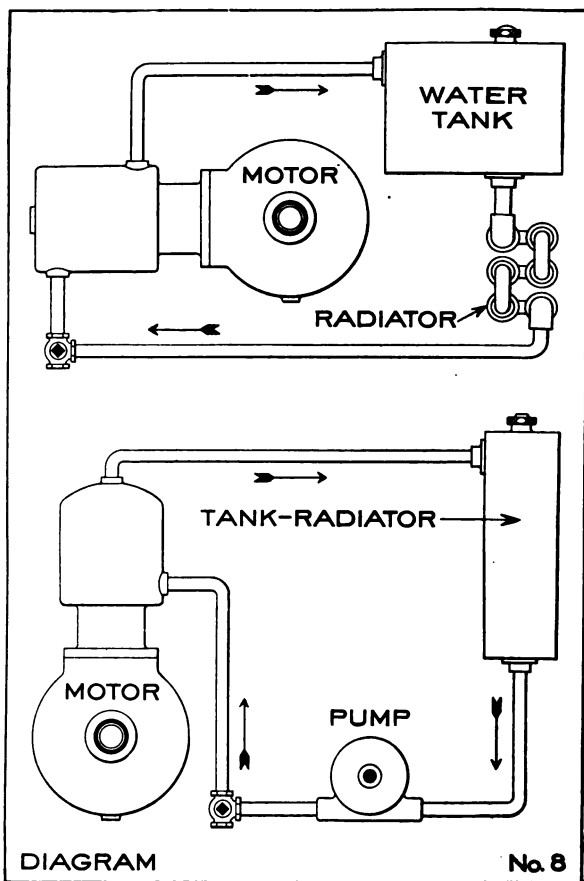 WATER
TANK
MOTOR
RADIATOR
TANK-RADIATOR
MOTOR
PUMP
DIAGRAM
No. 8